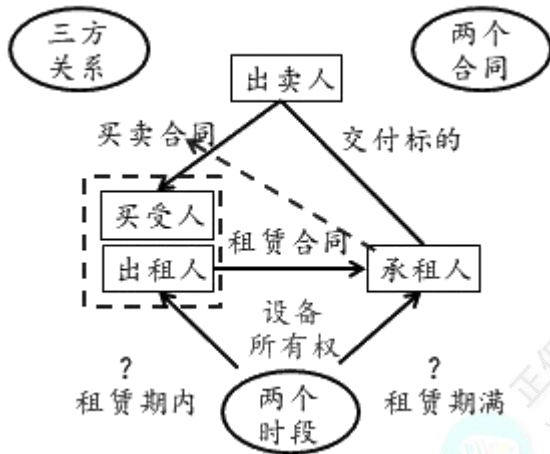 三方
关系
两个
合同
出卖人
买卖合同
交付标的
买受人
租赁合同
出租人
承租人
设备
所有权
?
租赁期内
?
租赁期满
两个
时段